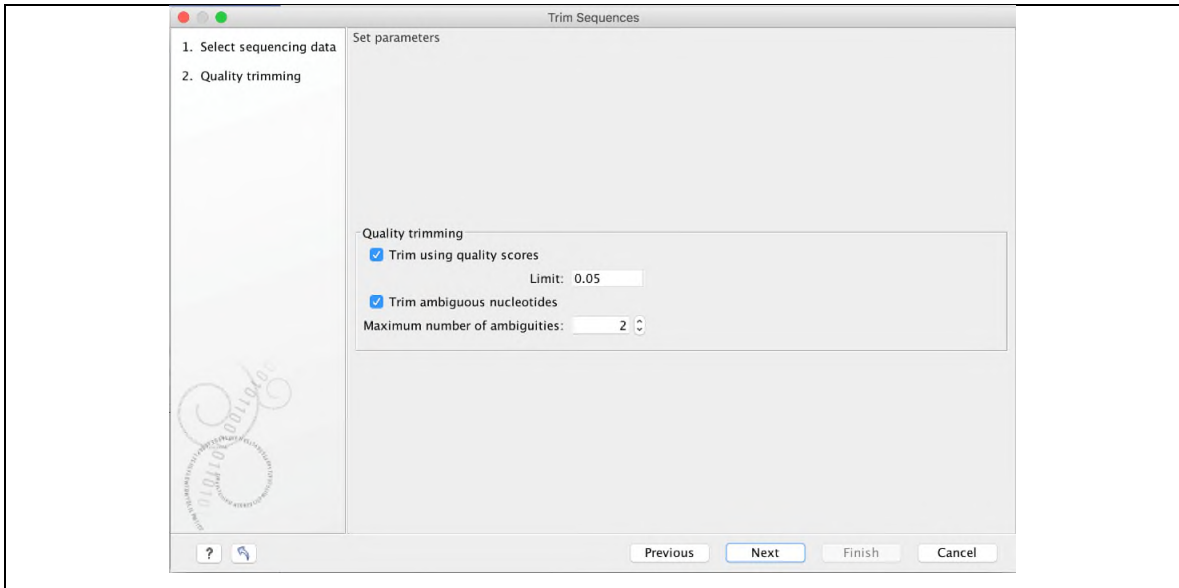 Trim Sequences
1. Select sequencing data
2. Quality trimming
Set parameters
Quality trimming
Trim using quality scores
Limit: 0.05
Trim ambiguous nucleotides
Maximum number of ambiguities: 2
? Previous Next Finish Cancel